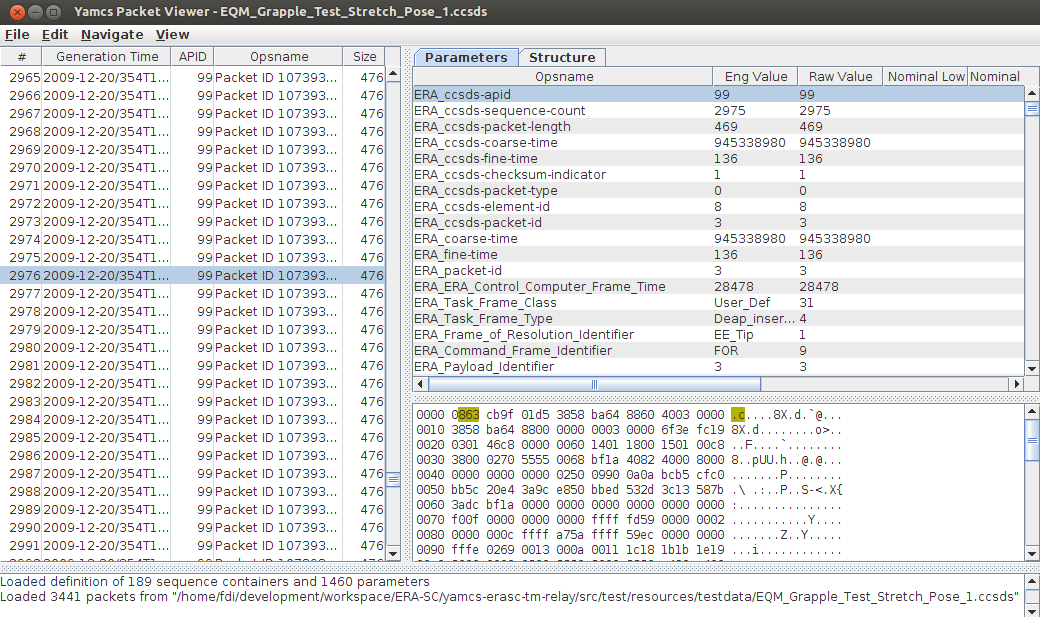 Yamcs Packet Viewer - EQM_Grapple_Test_Stretch_Pose_1.ccsds
File Edit Navigate View
# Generation Time APID Opsname Size
2965 2009-12-20/354T1... 99 Packet ID 107393... 476
2966 2009-12-20/354T1... 99 Packet ID 107393... 476
2967 2009-12-20/354T1... 99 Packet ID 107393... 476
2968 2009-12-20/354T1... 99 Packet ID 107393... 476
2969 2009-12-20/354T1... 99 Packet ID 107393... 476
2970 2009-12-20/354T1... 99 Packet ID 107393... 476
2971 2009-12-20/354T1... 99 Packet ID 107393... 476
2972 2009-12-20/354T1... 99 Packet ID 107393... 476
2973 2009-12-20/354T1... 99 Packet ID 107393... 476
2974 2009-12-20/354T1... 99 Packet ID 107393... 476
2975 2009-12-20/354T1... 99 Packet ID 107393... 476
2976 2009-12-20/354T1... 99 Packet ID 107393... 476
2977 2009-12-20/354T1... 99 Packet ID 107393... 476
2978 2009-12-20/354T1... 99 Packet ID 107393... 476
2979 2009-12-20/354T1... 99 Packet ID 107393... 476
2980 2009-12-20/354T1... 99 Packet ID 107393... 476
2981 2009-12-20/354T1... 99 Packet ID 107393... 476
2982 2009-12-20/354T1... 99 Packet ID 107393... 476
2983 2009-12-20/354T1... 99 Packet ID 107393... 476
2984 2009-12-20/354T1... 99 Packet ID 107393... 476
2985 2009-12-20/354T1... 99 Packet ID 107393... 476
2986 2009-12-20/354T1... 99 Packet ID 107393... 476
2987 2009-12-20/354T1... 99 Packet ID 107393... 476
2988 2009-12-20/354T1... 99 Packet ID 107393... 476
2989 2009-12-20/354T1... 99 Packet ID 107393... 476
2990 2009-12-20/354T1... 99 Packet ID 107393... 476
2991 2009-12-20/354T1... 99 Packet ID 107393... 476
Parameters Structure
Opsname Eng Value Raw Value Nominal Low Nominal
ERA_ccsds-apid 99 99
ERA_ccsds-sequence-count 2975 2975
ERA_ccsds-packet-length 469 469
ERA_ccsds-coarse-time 945338980 945338980
ERA_ccsds-fine-time 136 136
ERA_ccsds-checksum-indicator 1 1
ERA_ccsds-packet-type 0 0
ERA_ccsds-element-id 8 8
ERA_ccsds-packet-id 3 3
ERA_coarse-time 945338980 945338980
ERA_fine-time 136 136
ERA_packet-id 3 3
ERA_ERA_Control_Computer_Frame_Time 28478 28478
ERA_Task_Frame_Class User_Def 31
ERA_Task_Frame_Type Deap_inser... 4
ERA_Frame_of_Resolution_Identifier EE_Tip 1
ERA_Command_Frame_Identifier FOR 9
ERA_Payload_Identifier 3 3
0000 0863 cb9f 01d5 3858 ba64 8860 4003 0000 .c....8X.d.`@...
0010 3858 ba64 8800 0000 0003 0000 6f3e fc19 8X.d........o>..
0020 0301 46c8 0000 0060 1401 1800 1501 00c8 ..F....`........
0030 3800 0270 5555 0068 bf1a 4082 4000 8000 8..pUU.h..@.@...
0040 0000 0000 0000 0250 0990 0a0a bcb5 cfc0 .......P........
0050 bb5c 20e4 3a9c e850 bbed 532d 3c13 587b .\ .:..P..S-<.X{
0060 3adc bf1a 0000 0000 0000 0000 0000 0000 :...............
0070 f00f 0000 0000 0000 ffff fd59 0000 0002 ...........Y....
0080 0000 000c ffff a75a ffff 59ec 0000 0000 .......Z..Y.....
0090 fffe 0269 0013 000a 0011 1c18 1b1b 1e19 ...i............
Loaded definition of 189 sequence containers and 1460 parameters
Loaded 3441 packets from "/home/fdi/development/workspace/ERA-SC/yamcs-erasc-tm-relay/src/test/resources/testdata/EQM_Grapple_Test_Stretch_Pose_1.ccsds"